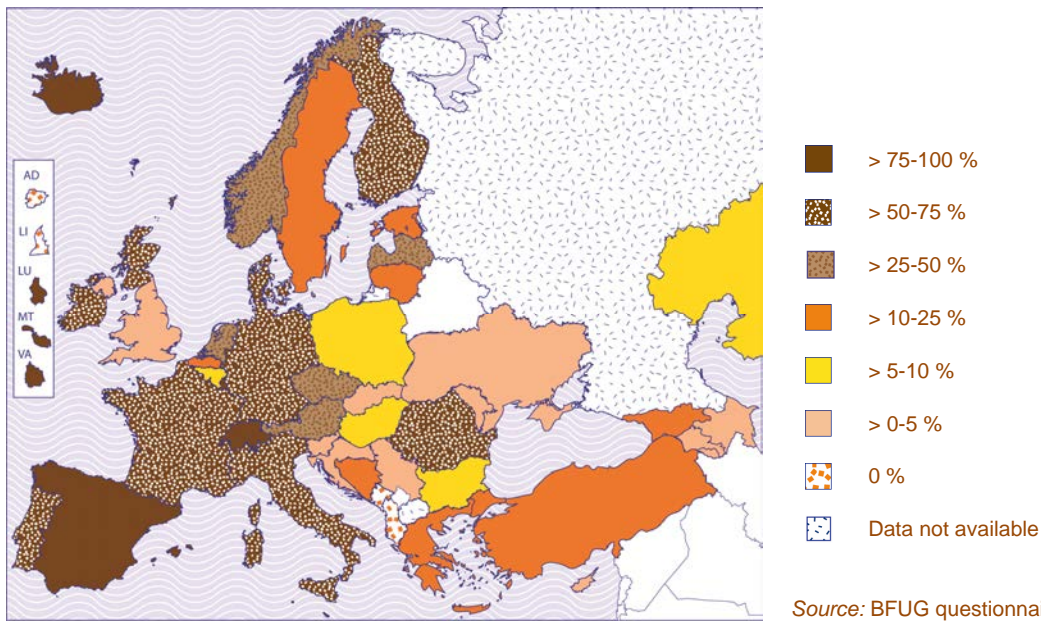 AD
LI
LU
MT
VA
> 75-100 %
> 50-75 %
> 25-50 %
> 10-25 %
> 5-10 %
> 0-5 %
0 %
Data not available
Source: BFUG questionnai